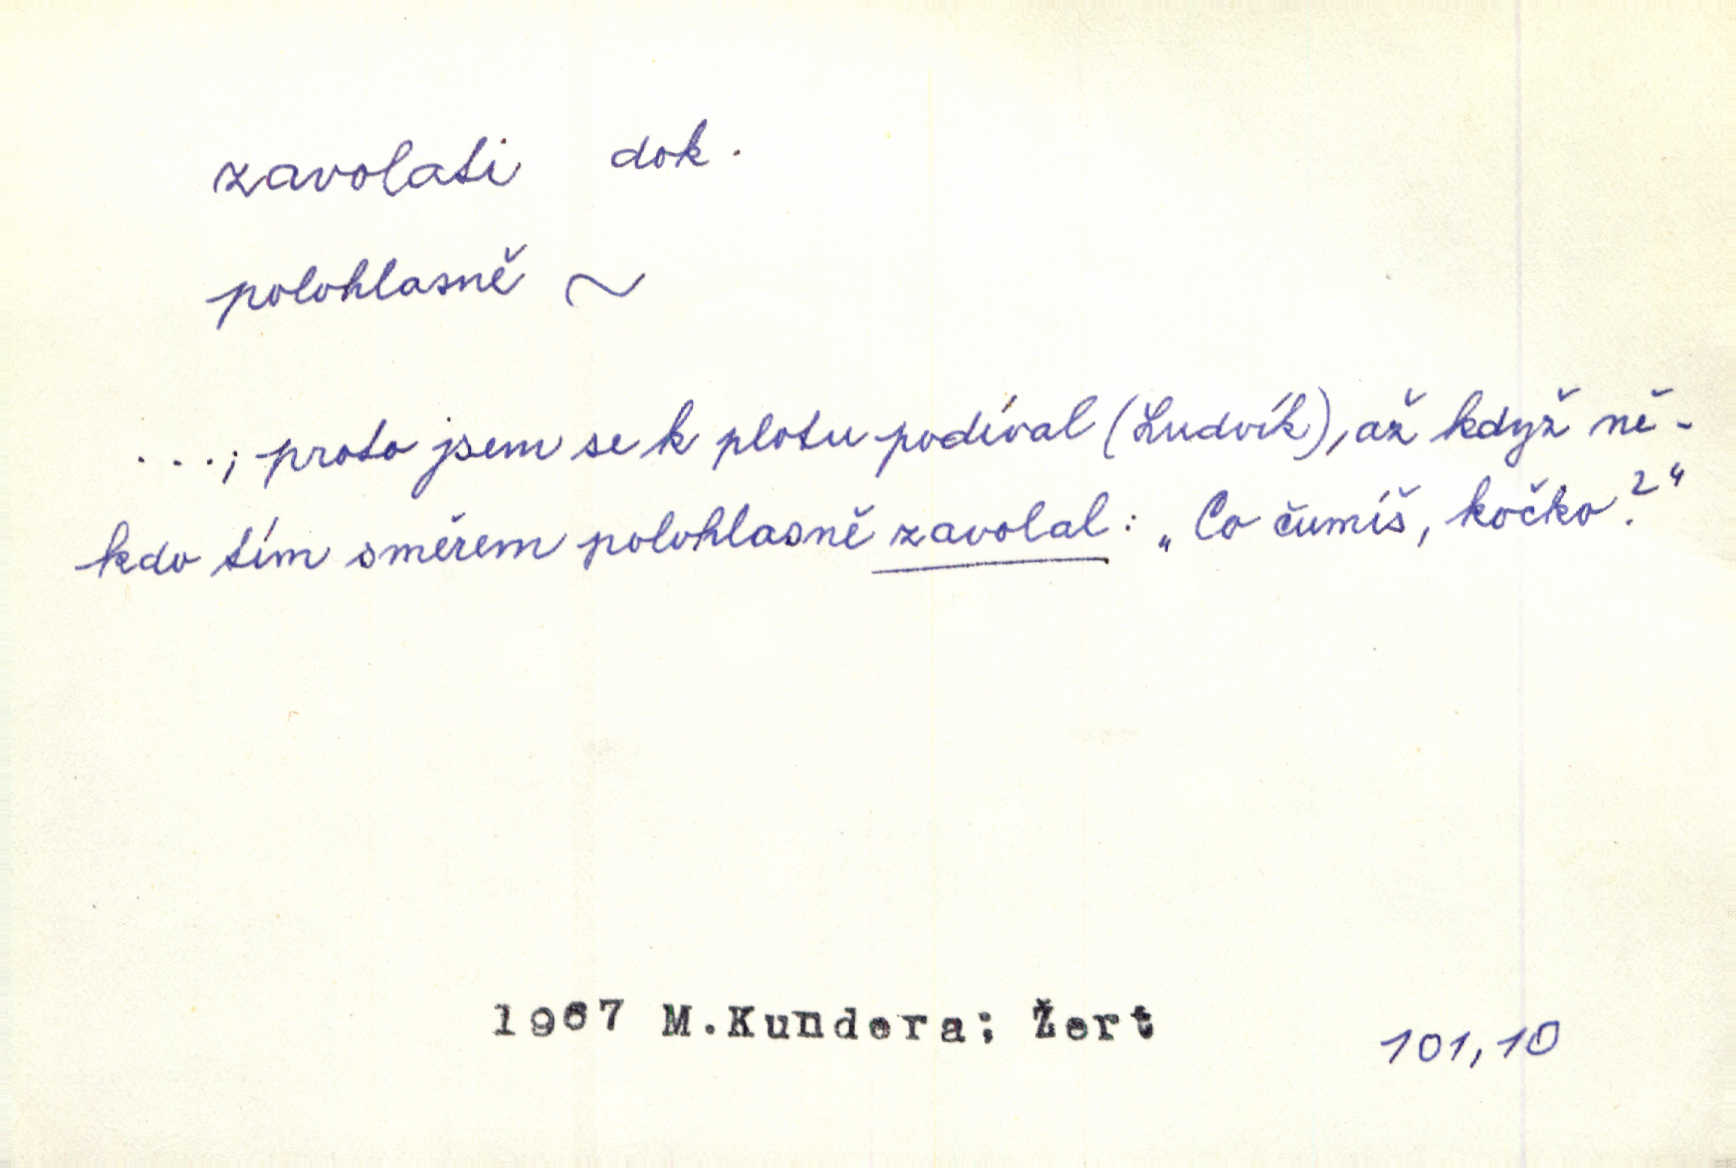 zavolati dok.
polohlasně ~
...; proto jsem se k plotu podíval (Ludvík), až když ně-
kdo tím směrem polohlasně zavolal: „Co čumíš, kočko?“
1967 M.Kundera; Žert
101,10